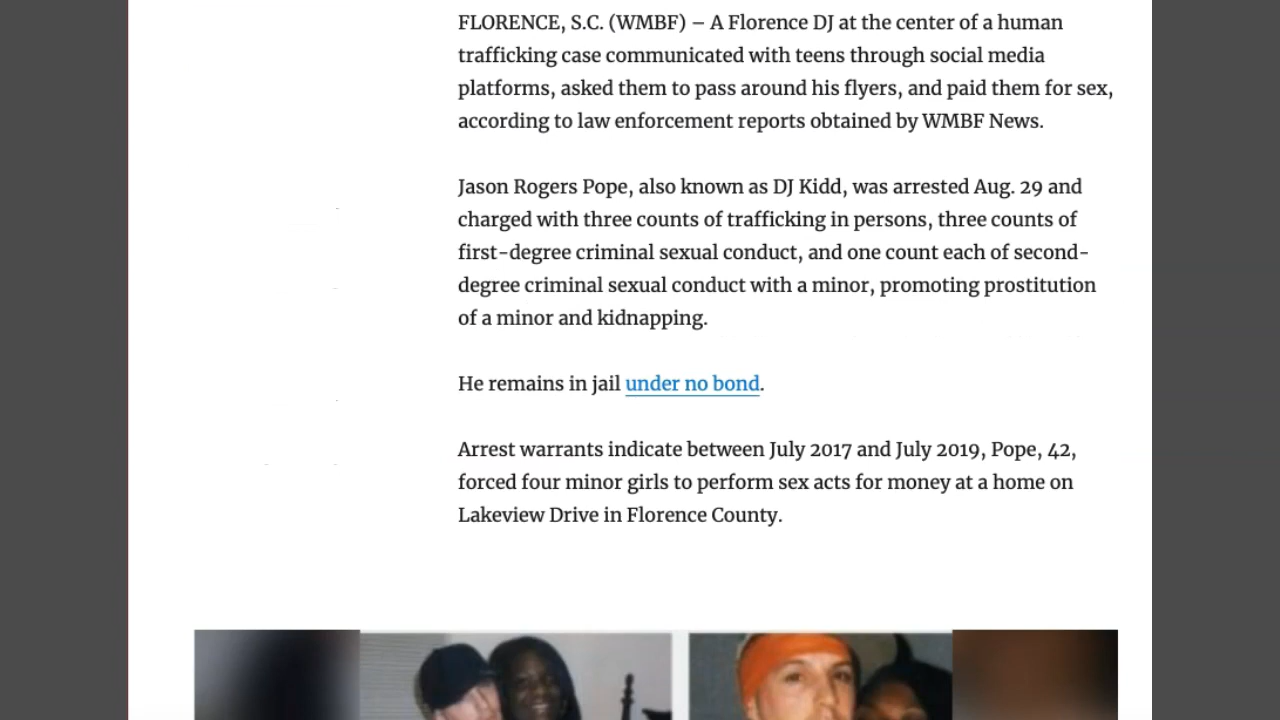 FLORENCE, S.C. (WMBF) – A Florence DJ at the center of a human
trafficking case communicated with teens through social media
platforms, asked them to pass around his flyers, and paid them for sex,
according to law enforcement reports obtained by WMBF News.
Jason Rogers Pope, also known as DJ Kidd, was arrested Aug. 29 and
charged with three counts of trafficking in persons, three counts of
first-degree criminal sexual conduct, and one count each of second-
degree criminal sexual conduct with a minor, promoting prostitution
of a minor and kidnapping.
He remains in jail under no bond.
Arrest warrants indicate between July 2017 and July 2019, Pope, 42,
forced four minor girls to perform sex acts for money at a home on
Lakeview Drive in Florence County.